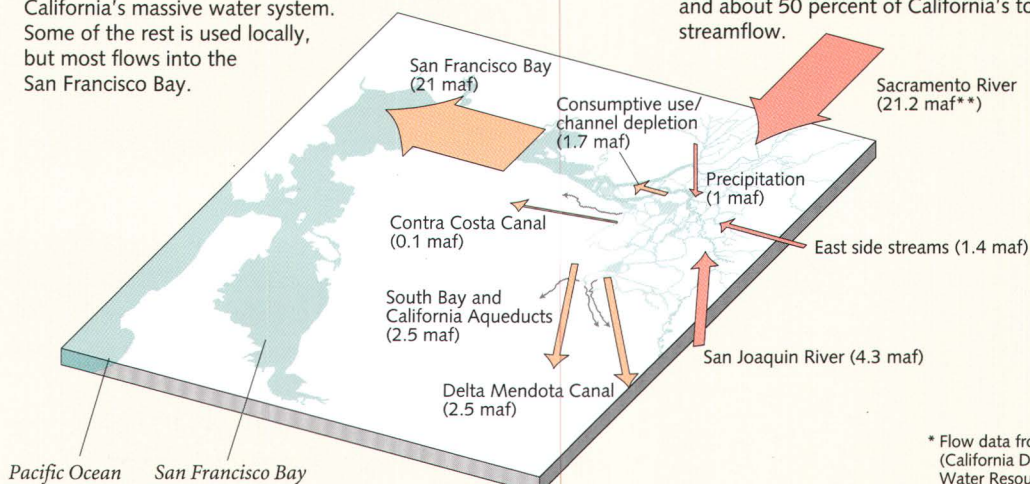 California's massive water system.
Some of the rest is used locally,
but most flows into the
San Francisco Bay.
and about 50 percent of California's
streamflow.
San Francisco Bay
(21 maf)
Consumptive use/
channel depletion
(1.7 maf)
Sacramento River
(21.2 maf**)
Precipitation
(1 maf)
Contra Costa Canal
(0.1 maf)
East side streams (1.4 maf)
South Bay and
California Aqueducts
(2.5 maf)
San Joaquin River (4.3 maf)
Delta Mendota Canal
(2.5 maf)
Pacific Ocean
San Francisco Bay
* Flow data
(California
Water